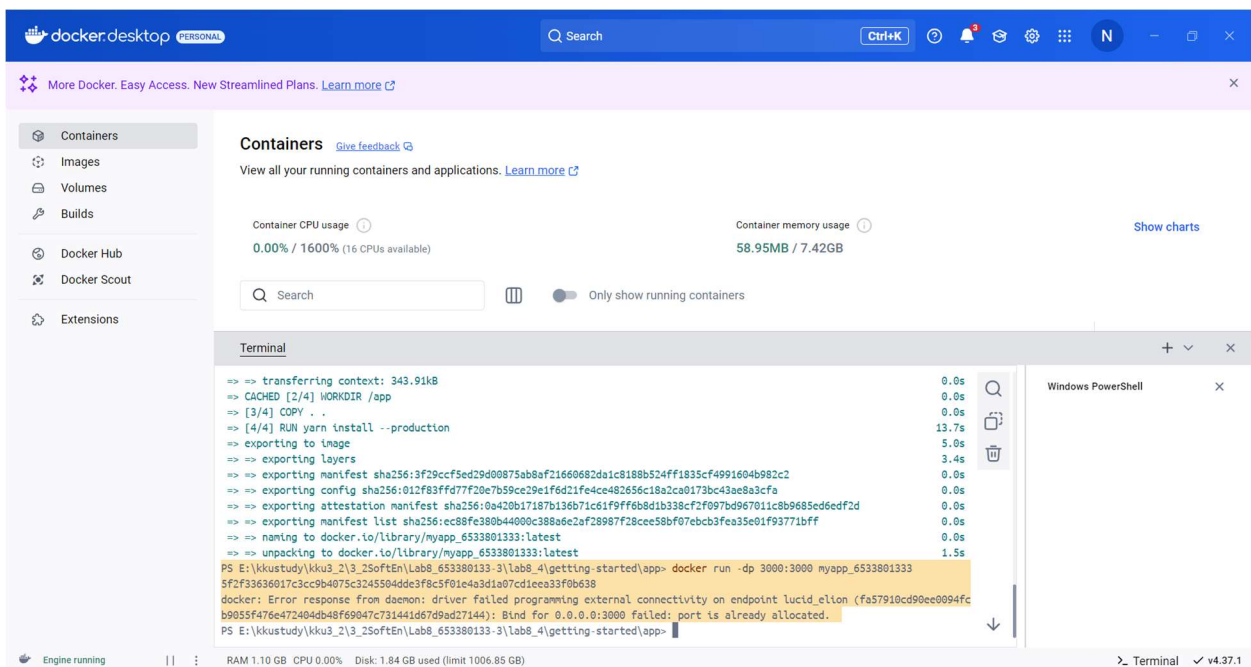 docker.desktop PERSONAL
Search
Ctrl+K
3
N
More Docker. Easy Access. New Streamlined Plans. Learn more
Containers
Images
Volumes
Builds
Docker Hub
Docker Scout
Extensions
Containers Give feedback
View all your running containers and applications. Learn more
Container CPU usage
0.00% / 1600% (16 CPUs available)
Container memory usage
58.95MB / 7.42GB
Show charts
Search
Only show running containers
Terminal
=> => transferring context: 343.91kB 0.0s
=> CACHED [2/4] WORKDIR /app 0.0s
=> [3/4] COPY . . 0.0s
=> [4/4] RUN yarn install --production 13.7s
=> exporting to image 5.0s
=> => exporting layers 3.4s
=> => exporting manifest sha256:3f29ccf5ed29d00875ab8af21660682da1c8188b524ff1835cf4991604b982c2 0.0s
=> => exporting config sha256:012f83ffd77f20e7b59ce29e1f6d21fe4ce482656c18a2ca0173bc43ae8a3cfa 0.0s
=> => exporting attestation manifest sha256:0a420b17187b136b71c61f9ff6b8d1b338cf2f097bd967011c8b9685ed6edf2d 0.0s
=> => exporting manifest list sha256:ec88fe380b44000c388a6e2af28987f28cee58bf07ebcb3fea35e01f93771bff 0.0s
=> => naming to docker.io/library/myapp_6533801333:latest 0.0s
=> => unpacking to docker.io/library/myapp_6533801333:latest 1.5s
PS E:\kkustudy\kku3_2\3_2SoftEn\Lab8_653380133-3\lab8_4\getting-started\app> docker run -dp 3000:3000 myapp_6533801333
5f2f33636017c3cc9b4075c3245504dde3f8c5f01e4a3d1a07cd1eea33f0b638
docker: Error response from daemon: driver failed programming external connectivity on endpoint lucid_elion (fa57910cd90ee0094fc
b9055f476e472404db48f69047c731441d67d9ad27144): Bind for 0.0.0.0:3000 failed: port is already allocated.
PS E:\kkustudy\kku3_2\3_2SoftEn\Lab8_653380133-3\lab8_4\getting-started\app>
Windows PowerShell
Engine running
RAM 1.10 GB CPU 0.00% Disk: 1.84 GB used (limit 1006.85 GB)
Terminal
v4.37.1